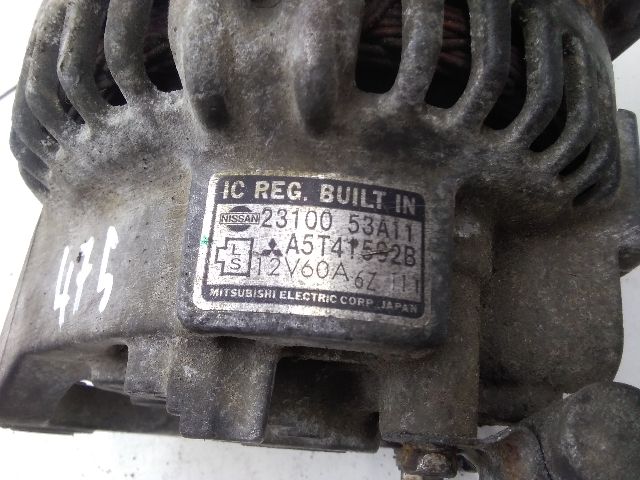 IC REG. BUILT IN
NISSAN 23100 53A11
L S A5T41592B
12V60A 6Z 111
MITSUBISHI ELECTRIC CORP. JAPAN
475